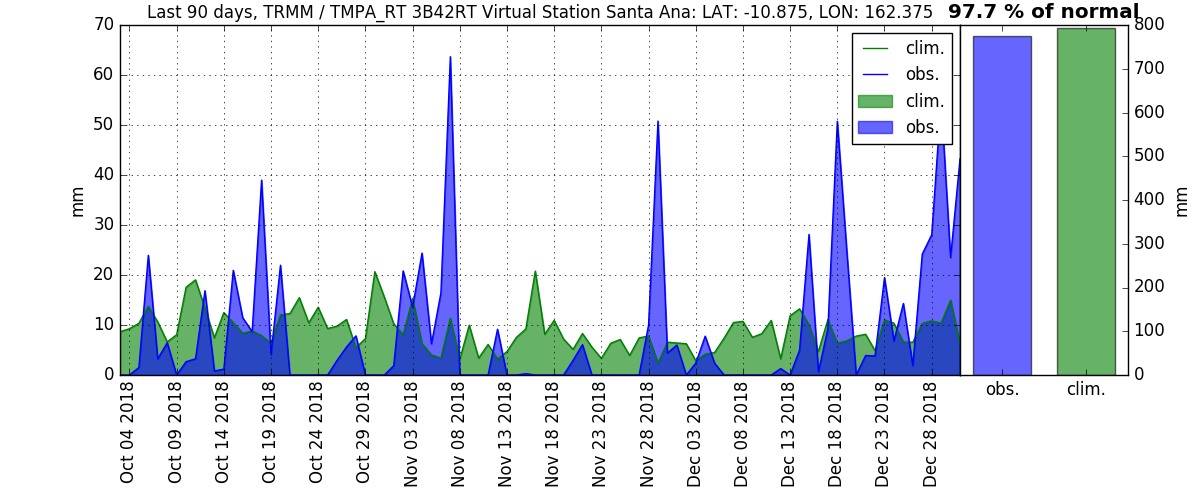 Last 90 days, TRMM / TMPA_RT 3B42RT Virtual Station Santa Ana: LAT: -10.875, LON: 162.375 97.7 % of normal
clim.
obs.
clim.
obs.
70
60
50
40
30
20
10
0
mm
800
700
600
500
400
300
200
100
0
mm
Oct 04 2018
Oct 09 2018
Oct 14 2018
Oct 19 2018
Oct 24 2018
Oct 29 2018
Nov 03 2018
Nov 08 2018
Nov 13 2018
Nov 18 2018
Nov 23 2018
Nov 28 2018
Dec 03 2018
Dec 08 2018
Dec 13 2018
Dec 18 2018
Dec 23 2018
Dec 28 2018
obs.
clim.